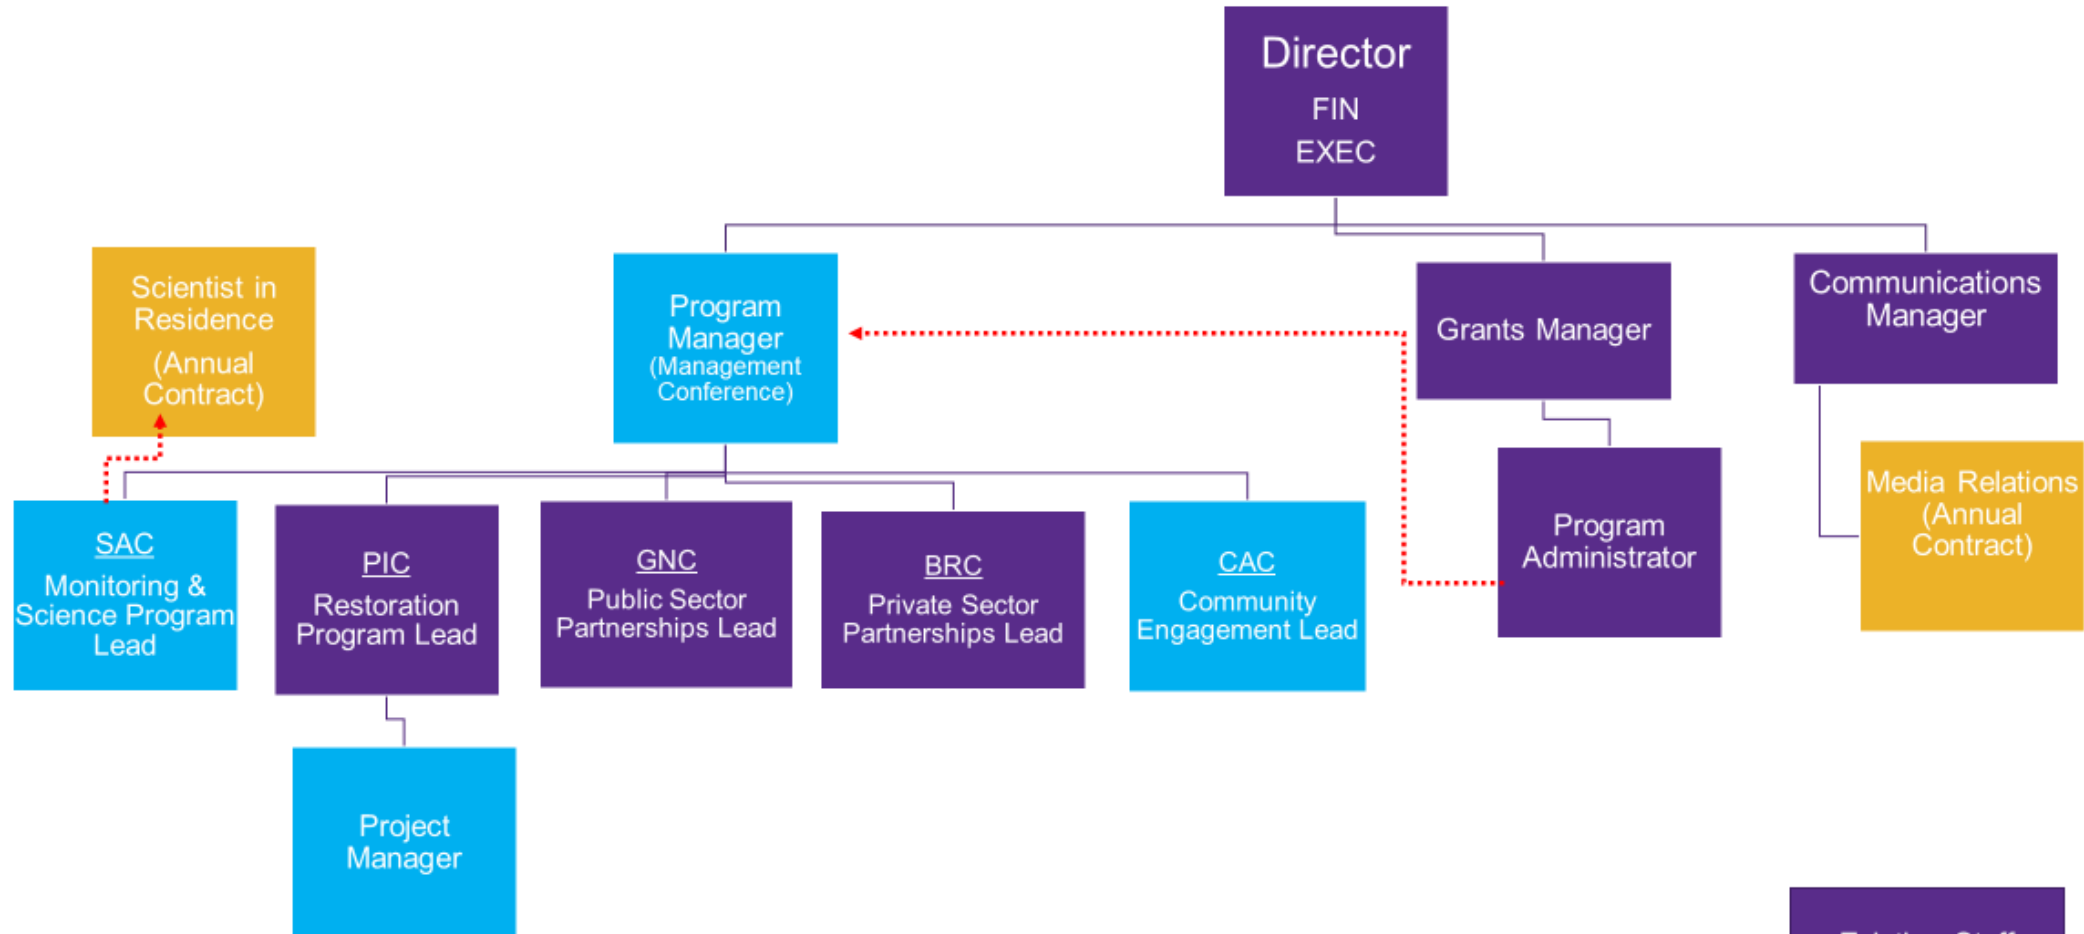 Director
FIN
EXEC
Scientist in
Residence
(Annual
Contract)
Program
Manager
(Management
Conference)
Grants Manager
Communications
Manager
Media Relations
(Annual
Contract)
SAC
Monitoring &
Science Program
Lead
PIC
Restoration
Program Lead
GNC
Public Sector
Partnerships Lead
BRC
Private Sector
Partnerships Lead
CAC
Community
Engagement Lead
Program
Administrator
Project
Manager